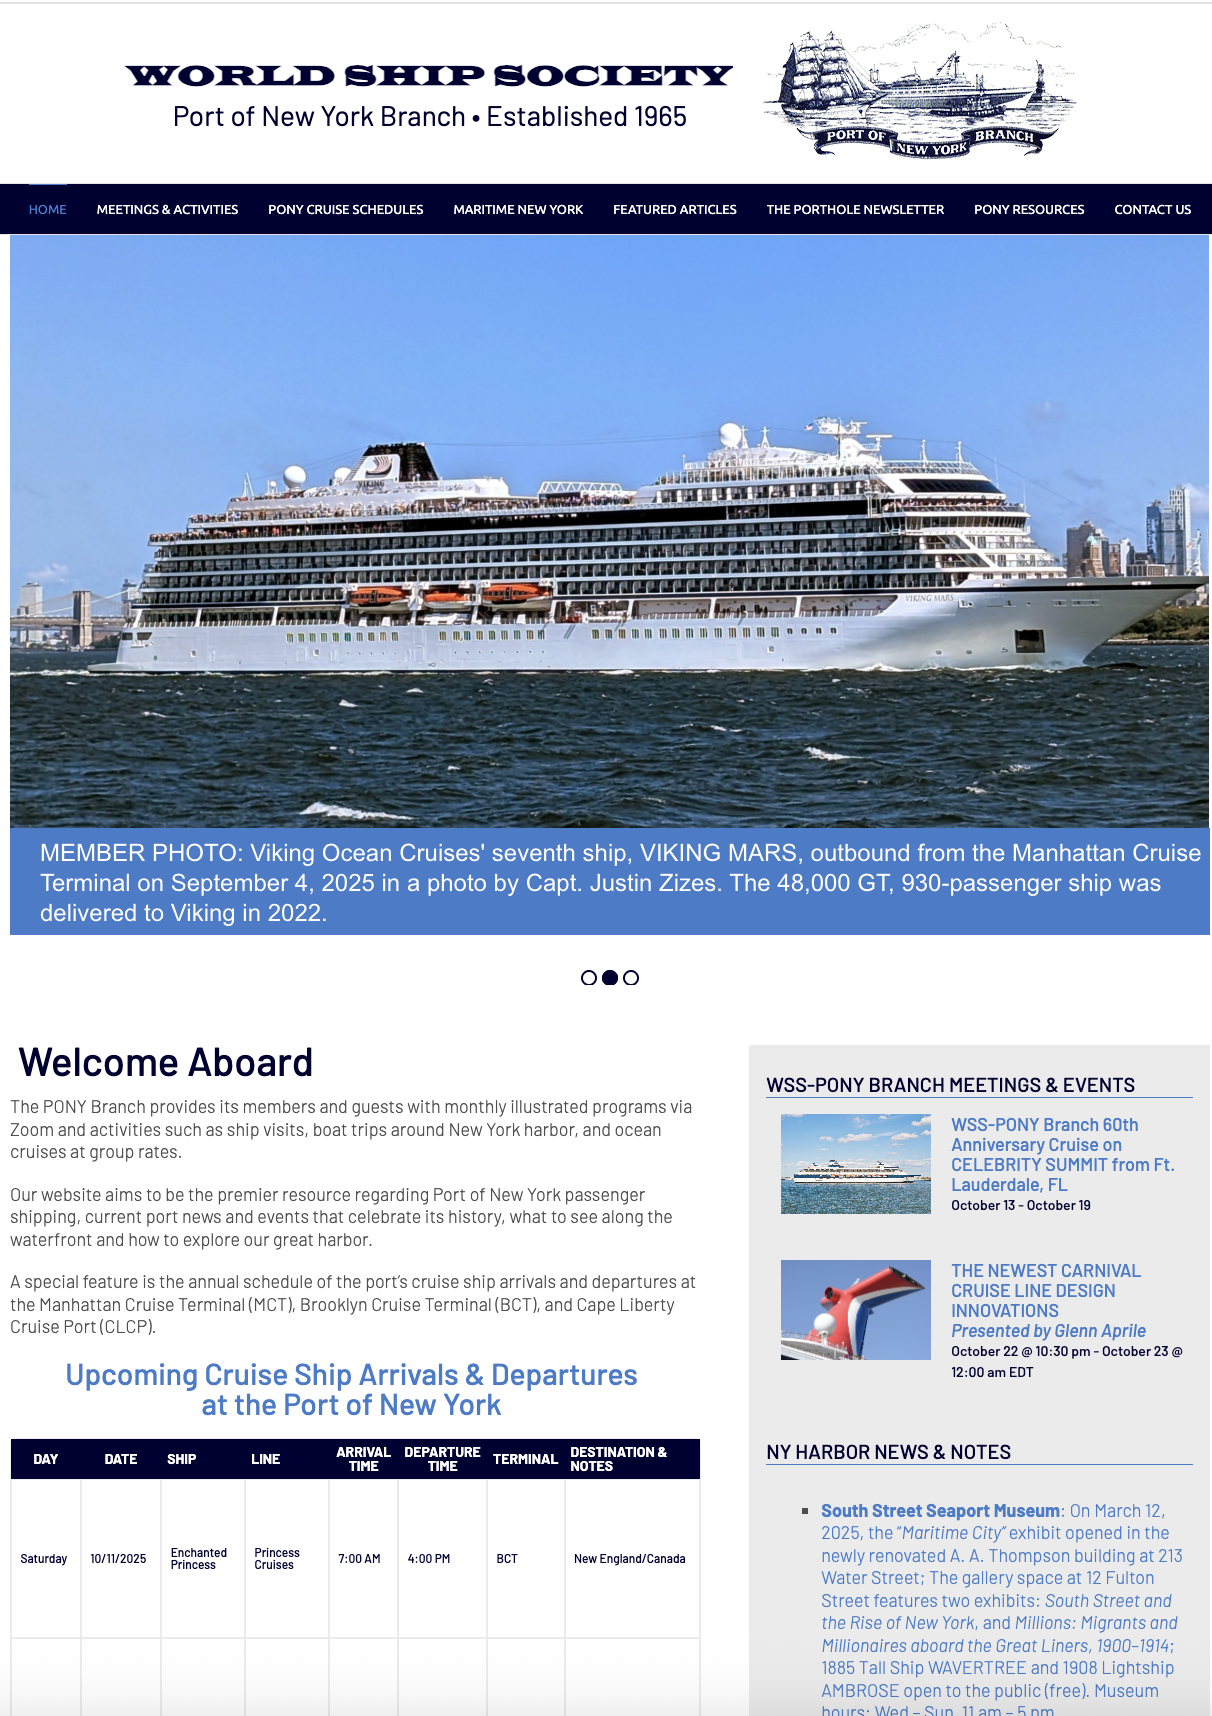 WORLD SHIP SOCIETY
Port of New York Branch • Established 1965
PORT OF NEW YORK BRANCH
HOME MEETINGS & ACTIVITIES PONY CRUISE SCHEDULES MARITIME NEW YORK FEATURED ARTICLES THE PORTHOLE NEWSLETTER PONY RESOURCES CONTACT US
VIKING
VIKING MARS
MEMBER PHOTO: Viking Ocean Cruises' seventh ship, VIKING MARS, outbound from the Manhattan Cruise
Terminal on September 4, 2025 in a photo by Capt. Justin Zizes. The 48,000 GT, 930-passenger ship was
delivered to Viking in 2022.
Welcome Aboard
The PONY Branch provides its members and guests with monthly illustrated programs via
Zoom and activities such as ship visits, boat trips around New York harbor, and ocean
cruises at group rates.
Our website aims to be the premier resource regarding Port of New York passenger
shipping, current port news and events that celebrate its history, what to see along the
waterfront and how to explore our great harbor.
A special feature is the annual schedule of the port's cruise ship arrivals and departures at
the Manhattan Cruise Terminal (MCT), Brooklyn Cruise Terminal (BCT), and Cape Liberty
Cruise Port (CLCP).
Upcoming Cruise Ship Arrivals & Departures
at the Port of New York
DAY DATE SHIP LINE ARRIVAL TIME DEPARTURE TIME TERMINAL DESTINATION & NOTES
Saturday 10/11/2025 Enchanted Princess Princess Cruises 7:00 AM 4:00 PM BCT New England/Canada
WSS-PONY BRANCH MEETINGS & EVENTS
WSS-PONY Branch 60th
Anniversary Cruise on
CELEBRITY SUMMIT from Ft.
Lauderdale, FL
October 13 - October 19
THE NEWEST CARNIVAL
CRUISE LINE DESIGN
INNOVATIONS
Presented by Glenn Aprile
October 22 @ 10:30 pm - October 23 @
12:00 am EDT
NY HARBOR NEWS & NOTES
South Street Seaport Museum: On March 12,
2025, the “Maritime City” exhibit opened in the
newly renovated A. A. Thompson building at 213
Water Street; The gallery space at 12 Fulton
Street features two exhibits: South Street and
the Rise of New York, and Millions: Migrants and
Millionaires aboard the Great Liners, 1900–1914;
1885 Tall Ship WAVERTREE and 1908 Lightship
AMBROSE open to the public (free). Museum
hours: Wed – Sun, 11 am – 5 pm